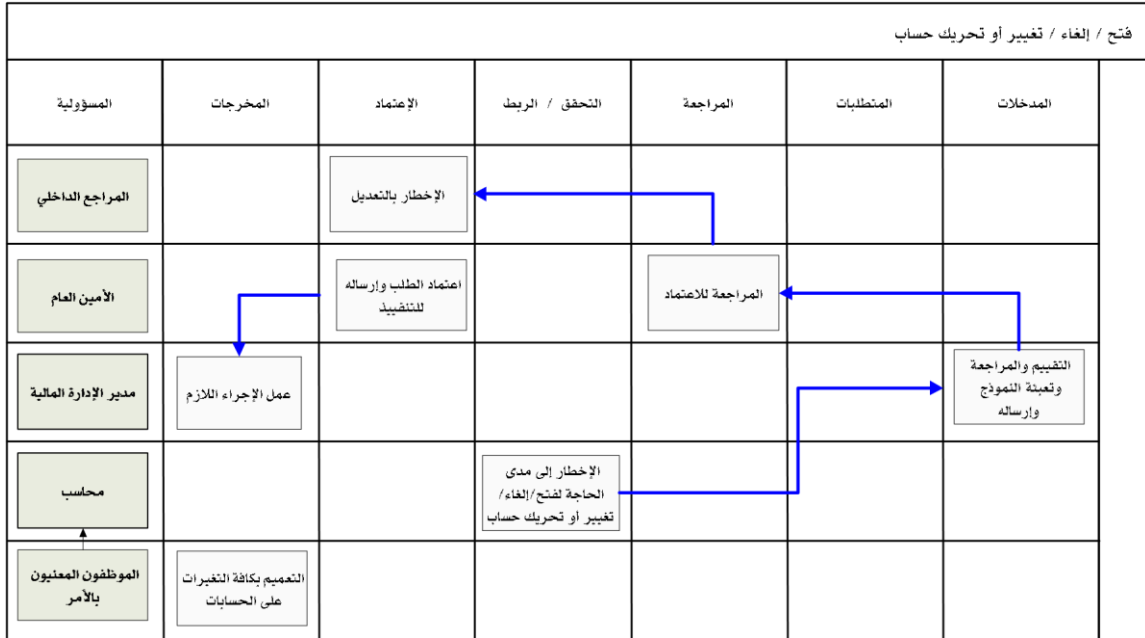 فتح / إلغاء / تغيير أو تحريك حساب
المدخلات
المتطلبات
المراجعة
التحقق / الربط
الإعتماد
المخرجات
المسؤولية
الإخطار بالتعديل
المراجع الداخلي
المراجعة للاعتماد
اعتماد الطلب وإرساله
للتنفييذ
الأمين العام
التقييم والمراجعة
وتعبئة النموذج
وإرساله
عمل الإجراء اللازم
مدير الإدارة المالية
الإخطار إلى مدى
الحاجة لفتح/إلغاء/
تغيير أو تحريك حساب
محاسب
التعميم بكافة التغيرات
على الحسابات
الموظفون المعنيون
بالأمر